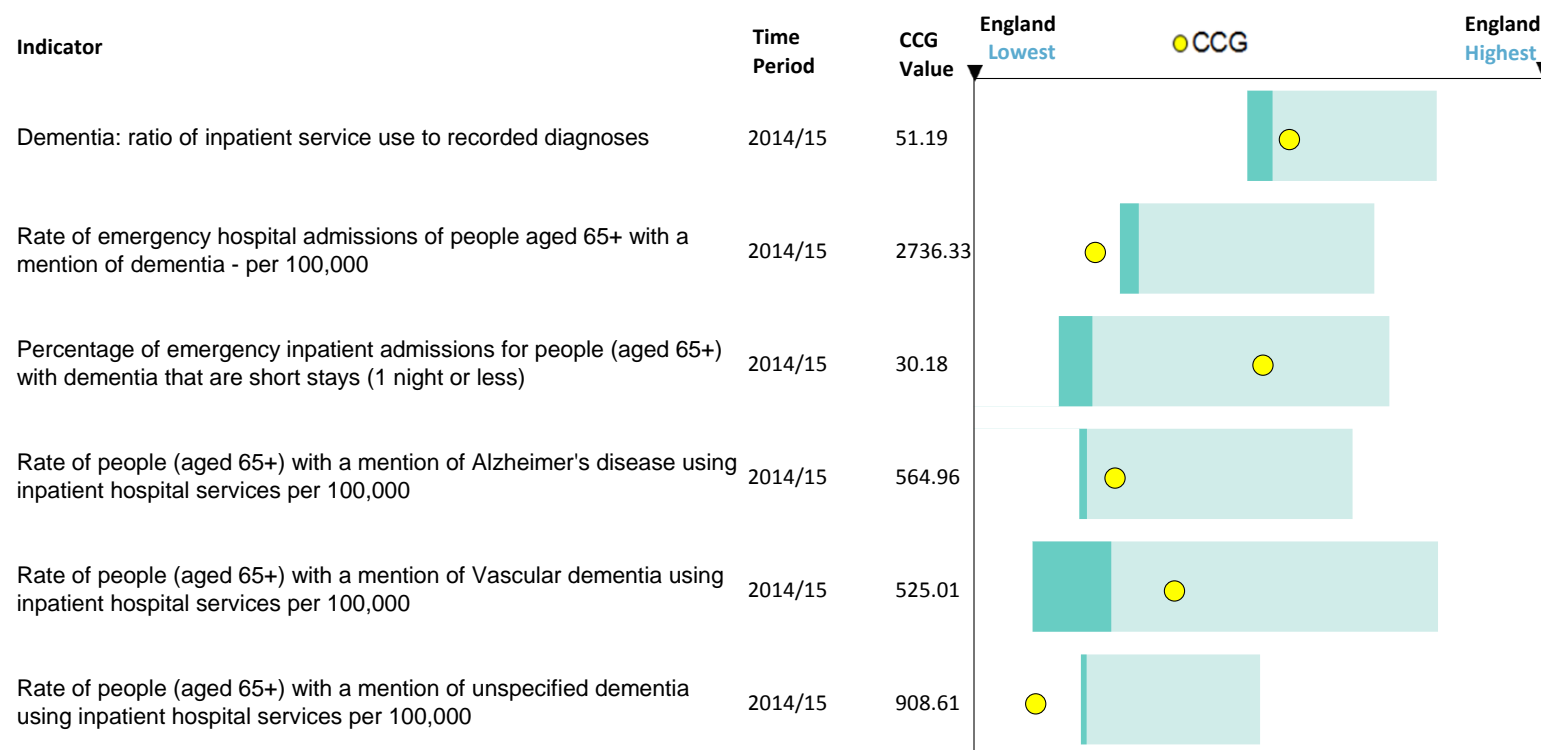 Indicator
Time
Period
CCG
Value
England
Lowest
CCG
England
Highest
Dementia: ratio of inpatient service use to recorded diagnoses
2014/15
51.19
Rate of emergency hospital admissions of people aged 65+ with a
mention of dementia - per 100,000
2014/15
2736.33
Percentage of emergency inpatient admissions for people (aged 65+)
with dementia that are short stays (1 night or less)
2014/15
30.18
Rate of people (aged 65+) with a mention of Alzheimer's disease using
inpatient hospital services per 100,000
2014/15
564.96
Rate of people (aged 65+) with a mention of Vascular dementia using
inpatient hospital services per 100,000
2014/15
525.01
Rate of people (aged 65+) with a mention of unspecified dementia
using inpatient hospital services per 100,000
2014/15
908.61